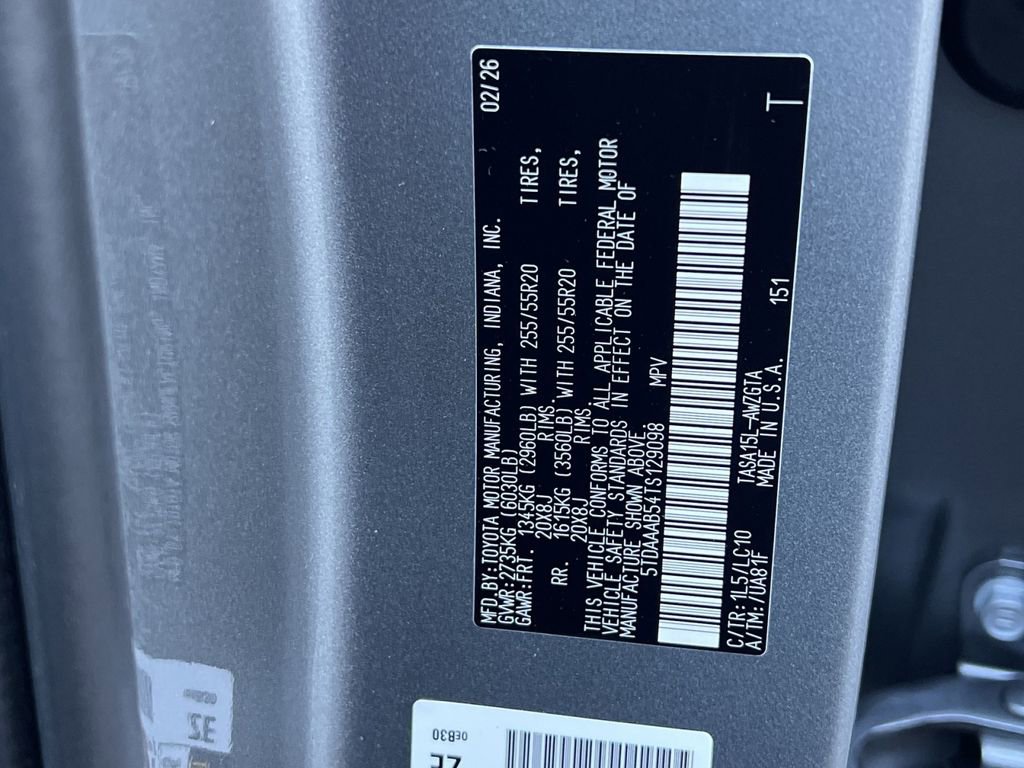 MFD.BY:TOYOTA MOTOR MANUFACTURING, INDIANA, INC. 02/26
GVWR:2735KG (6030LB)
GAWR:FRT. 1345KG (2960LB) WITH 255/55R20 TIRES,
20X8J RIMS.
RR. 1615KG (3560LB) WITH 255/55R20 TIRES,
20X8J RIMS.
THIS VEHICLE CONFORMS TO ALL APPLICABLE FEDERAL MOTOR
VEHICLE SAFETY STANDARDS IN EFFECT ON THE DATE OF
MANUFACTURE SHOWN ABOVE.
5TDAAAB54TS129098 MPV
C/TR:1L5/LC10 TASA15L-AWZGTA 151 T
A/TM:/UA81F MADE IN U.S.A.
0EB30